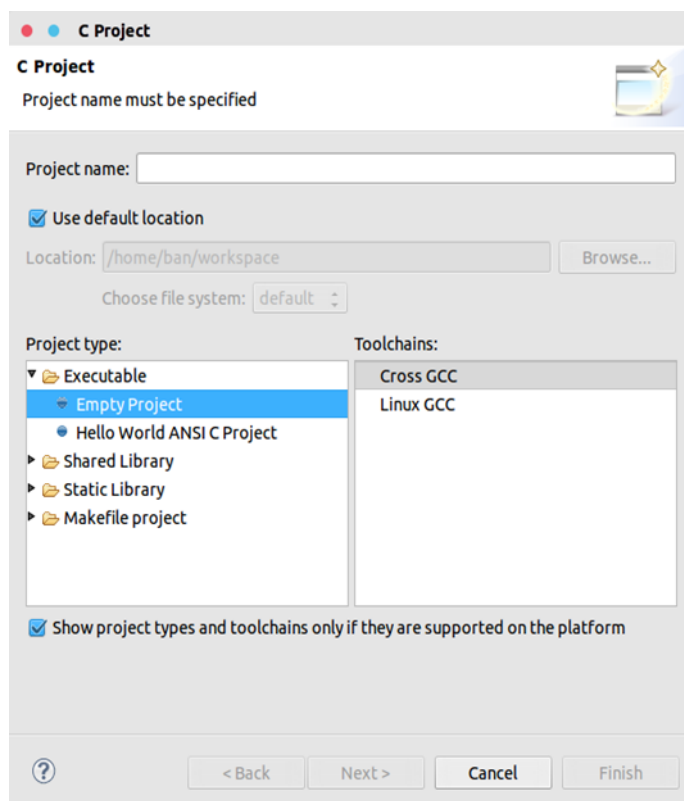 C Project
C Project
Project name must be specified
Project name:
Use default location
Location: /home/ban/workspace Browse...
Choose file system: default
Project type: Toolchains:
Executable Cross GCC
Empty Project Linux GCC
Hello World ANSI C Project
Shared Library
Static Library
Makefile project
Show project types and toolchains only if they are supported on the platform
? < Back Next > Cancel Finish